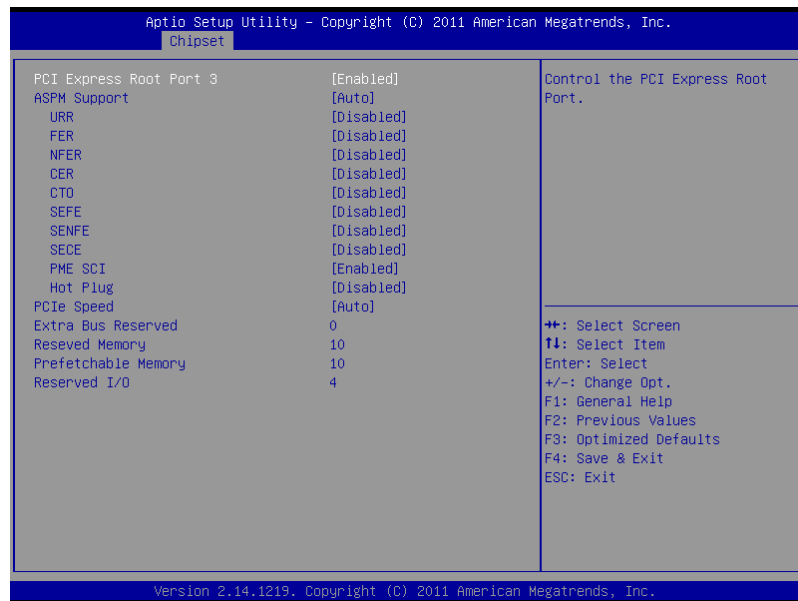 Aptio Setup Utility – Copyright (C) 2011 American Megatrends, Inc.
Chipset
PCI Express Root Port 3 [Enabled]
ASPM Support [Auto]
URR [Disabled]
FER [Disabled]
NFER [Disabled]
CER [Disabled]
CTO [Disabled]
SEFE [Disabled]
SENFE [Disabled]
SECE [Disabled]
PME SCI [Enabled]
Hot Plug [Disabled]
PCIe Speed [Auto]
Extra Bus Reserved 0
Reseved Memory 10
Prefetchable Memory 10
Reserved I/O 4
Control the PCI Express Root
Port.
→←: Select Screen
↑↓: Select Item
Enter: Select
+/-: Change Opt.
F1: General Help
F2: Previous Values
F3: Optimized Defaults
F4: Save & Exit
ESC: Exit
Version 2.14.1219. Copyright (C) 2011 American Megatrends, Inc.